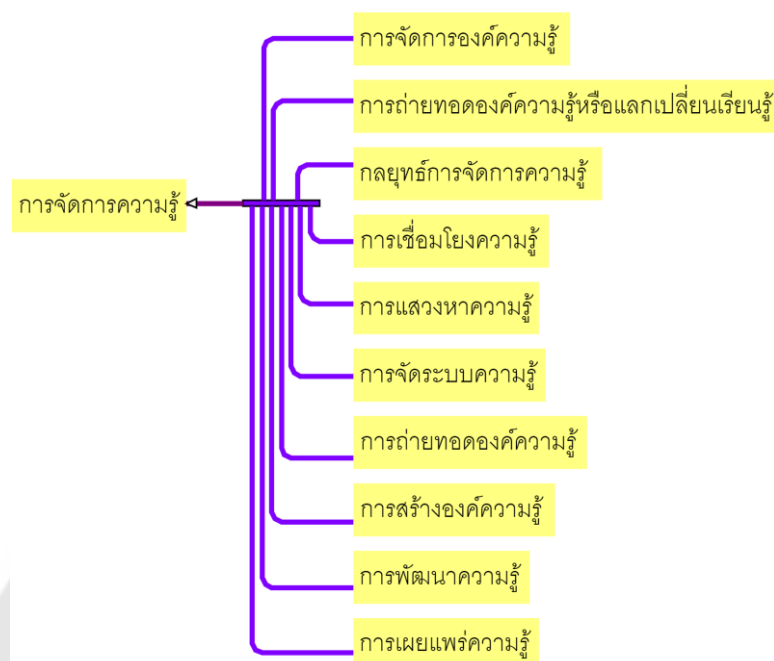 การจัดการองค์ความรู้
การถ่ายทอดองค์ความรู้หรือแลกเปลี่ยนเรียนรู้
กลยุทธ์การจัดการความรู้
การจัดการความรู้
การเชื่อมโยงความรู้
การแสวงหาความรู้
การจัดระบบความรู้
การถ่ายทอดองค์ความรู้
การสร้างองค์ความรู้
การพัฒนาความรู้
การเผยแพร่ความรู้